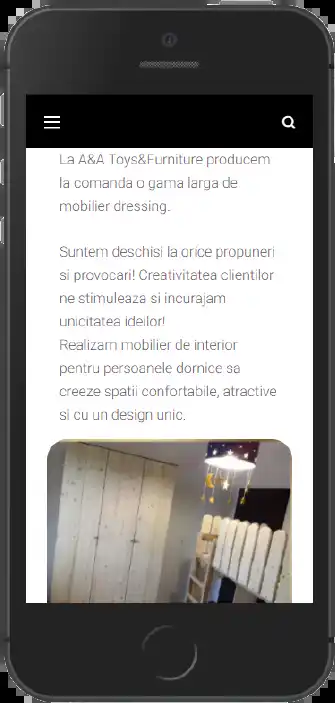 La A&A Toys&Furniture producem
la comanda o gama larga de
mobilier dressing.
Suntem deschisi la orice propuneri
si provocari! Creativitatea clientilor
ne stimuleaza si incurajam
unicitatea ideilor!
Realizam mobilier de interior
pentru persoanele dornice sa
creeze spatii confortabile, atractive
si cu un design unic.